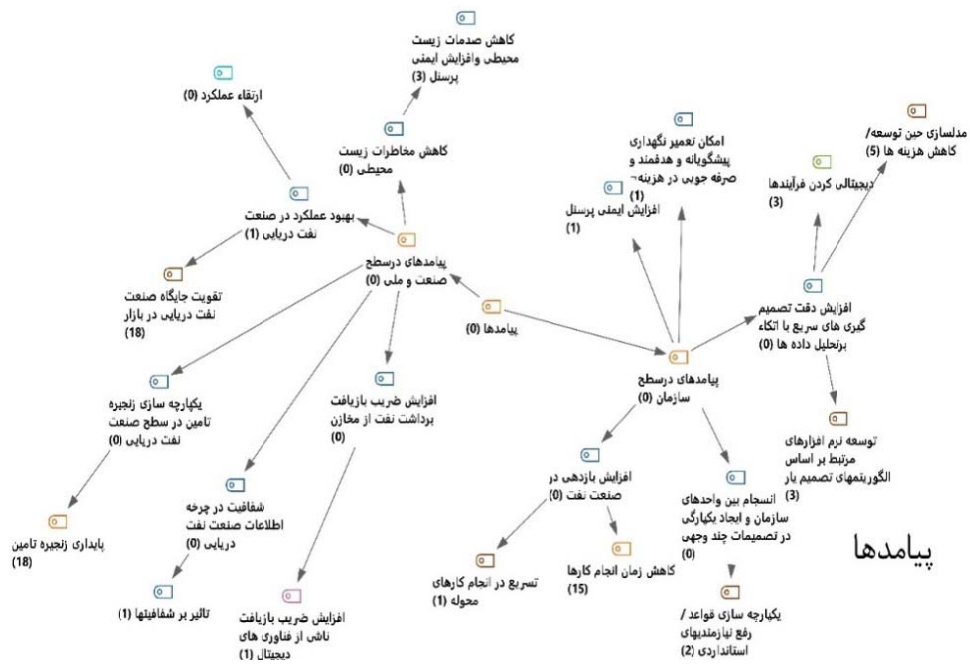 کاهش صدمات زیست
محیطی وافزایش ایمنی
پرسنل (3)
ارتقاء عملکرد (0)
کاهش مخاطرات زیست
محیطی (0)
بهبود عملکرد در صنعت
نفت دریایی (1)
تقویت جایگاه صنعت
نفت دریایی در بازار
(18)
پیامدهای درسطح
صنعت و ملی (0)
پیامدها (0)
امکان تعمیر نگهداری
پیشگویانه و هدفمند و
صرفه جویی در هزینه¬
(1)
افزایش ایمنی پرسنل
(1)
مدلسازی حین توسعه/
کاهش هزینه ها (5)
دیجیتالی کردن فرآیندها
(3)
افزایش دقت تصمیم
گیری های سریع با اتکاء
برتحلیل داده ها (0)
پیامدهای درسطح
سازمان (0)
توسعه نرم افزارهای
مرتبط بر اساس
الگوریتمهای تصمیم یار
(3)
یکپارچه سازی زنجیره
تامین در سطح صنعت
نفت دریایی (0)
افزایش ضریب بازیافت
برداشت نفت از مخازن
(0)
شفافیت در چرخه
اطلاعات صنعت نفت
دریایی (0)
پایداری زنجیره تامین
(18)
تاثیر بر شفافیتها (1)
افزایش ضریب بازیافت
ناشی از فناوری های
دیجیتال (1)
افزایش بازدهی در
صنعت نفت (0)
انسجام بین واحدهای
سازمان و ایجاد یکپارگی
در تصمیمات چند وجهی
(0)
تسریع در انجام کارهای
محوله (1)
کاهش زمان انجام کارها
(15)
یکپارچه سازی قواعد /
رفع نیازمندیهای
استانداردی (2)
پیامدها